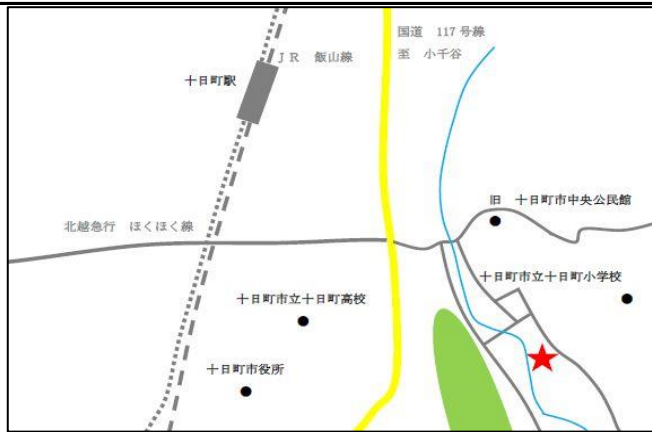 国道 117号線
至 小千谷
JR 飯山線
十日町駅
旧 十日町市中央公民館
北越急行 ほくほく線
十日町市立十日町小学校
十日町市立十日町高校
十日町市役所